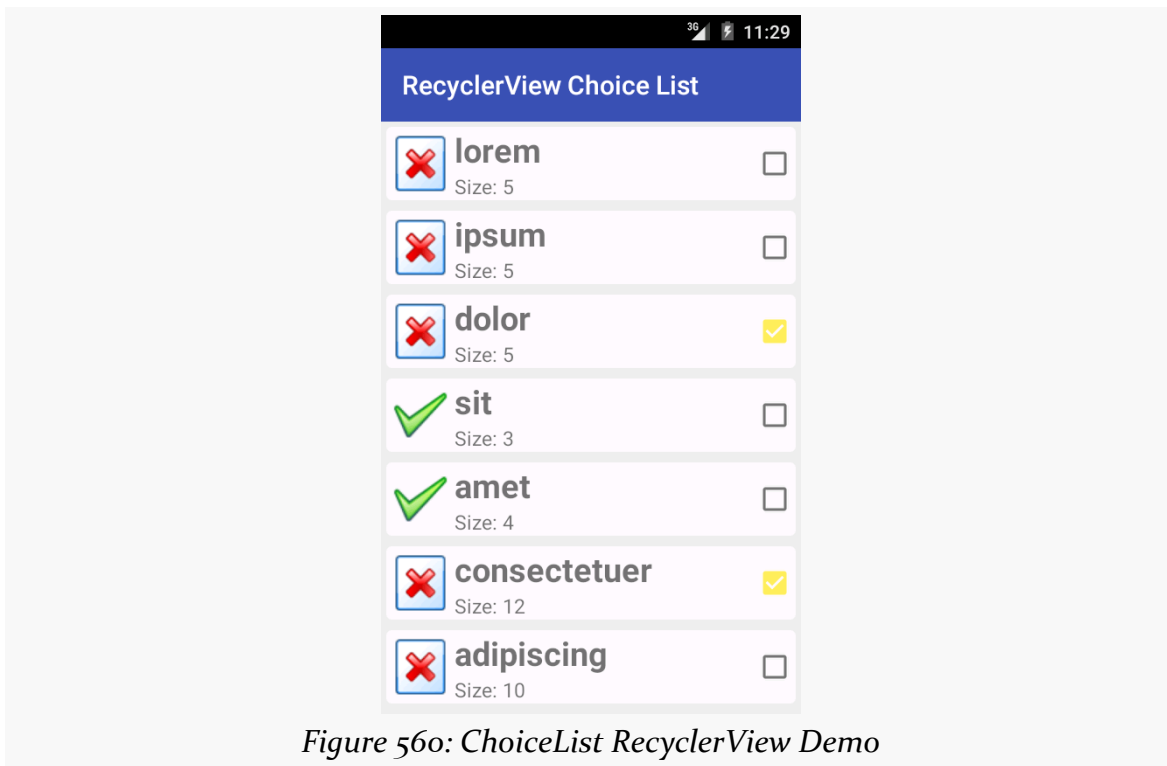 3G 11:29
RecyclerView Choice List
lorem
Size: 5
ipsum
Size: 5
dolor
Size: 5
sit
Size: 3
amet
Size: 4
consectetuer
Size: 12
adipiscing
Size: 10
Figure 560: ChoiceList RecyclerView Demo